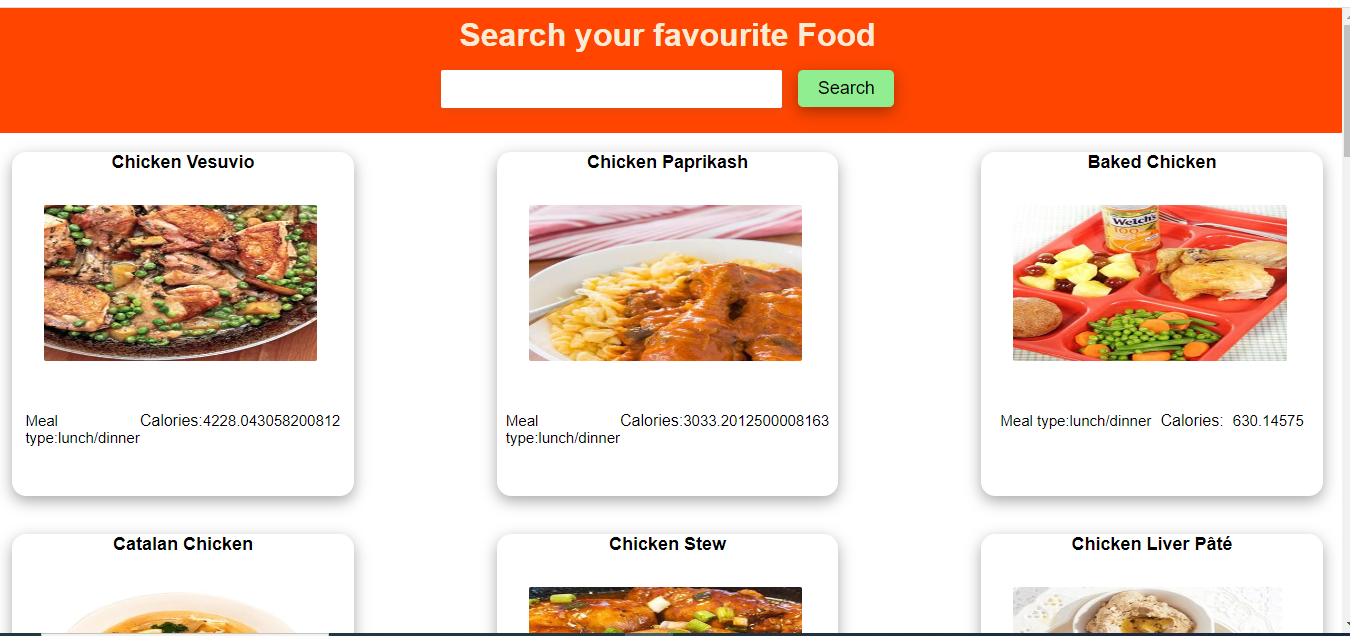 Search your favourite Food
Search
Chicken Vesuvio
Chicken Paprikash
Baked Chicken
Welch's
100
Meal
type:lunch/dinner
Calories:4228.043058200812
Meal
type:lunch/dinner
Calories:3033.2012500008163
Meal type:lunch/dinner Calories: 630.14575
Catalan Chicken
Chicken Stew
Chicken Liver Pâté